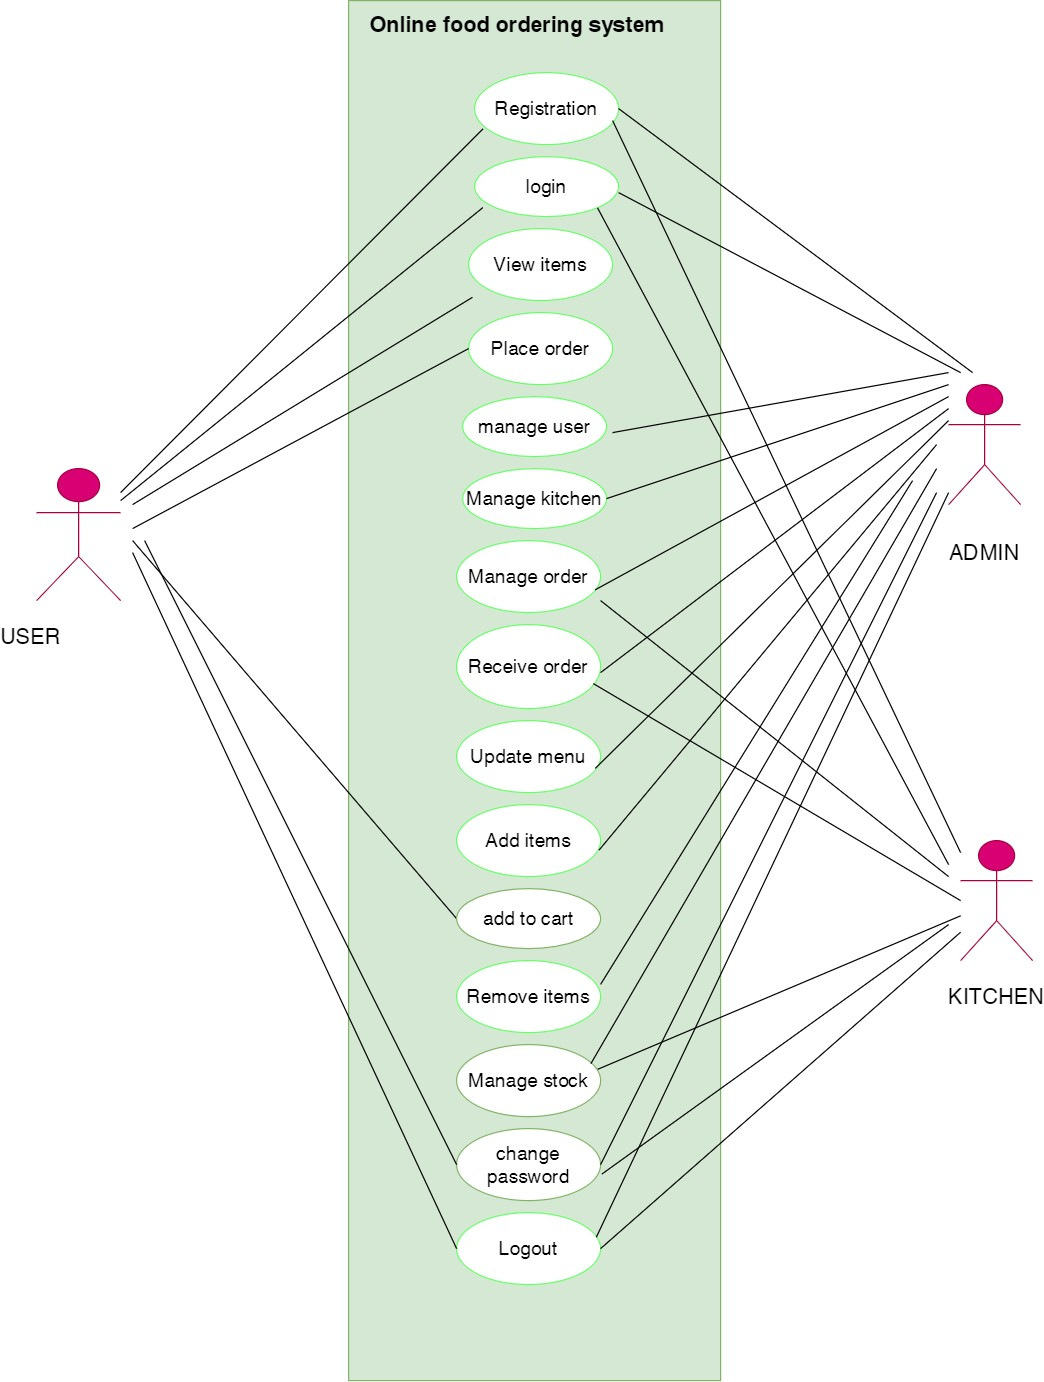 Online food ordering system
Registration
login
View items
Place order
manage user
Manage kitchen
Manage order
Receive order
Update menu
Add items
add to cart
Remove items
Manage stock
change
password
Logout
USER
ADMIN
KITCHEN